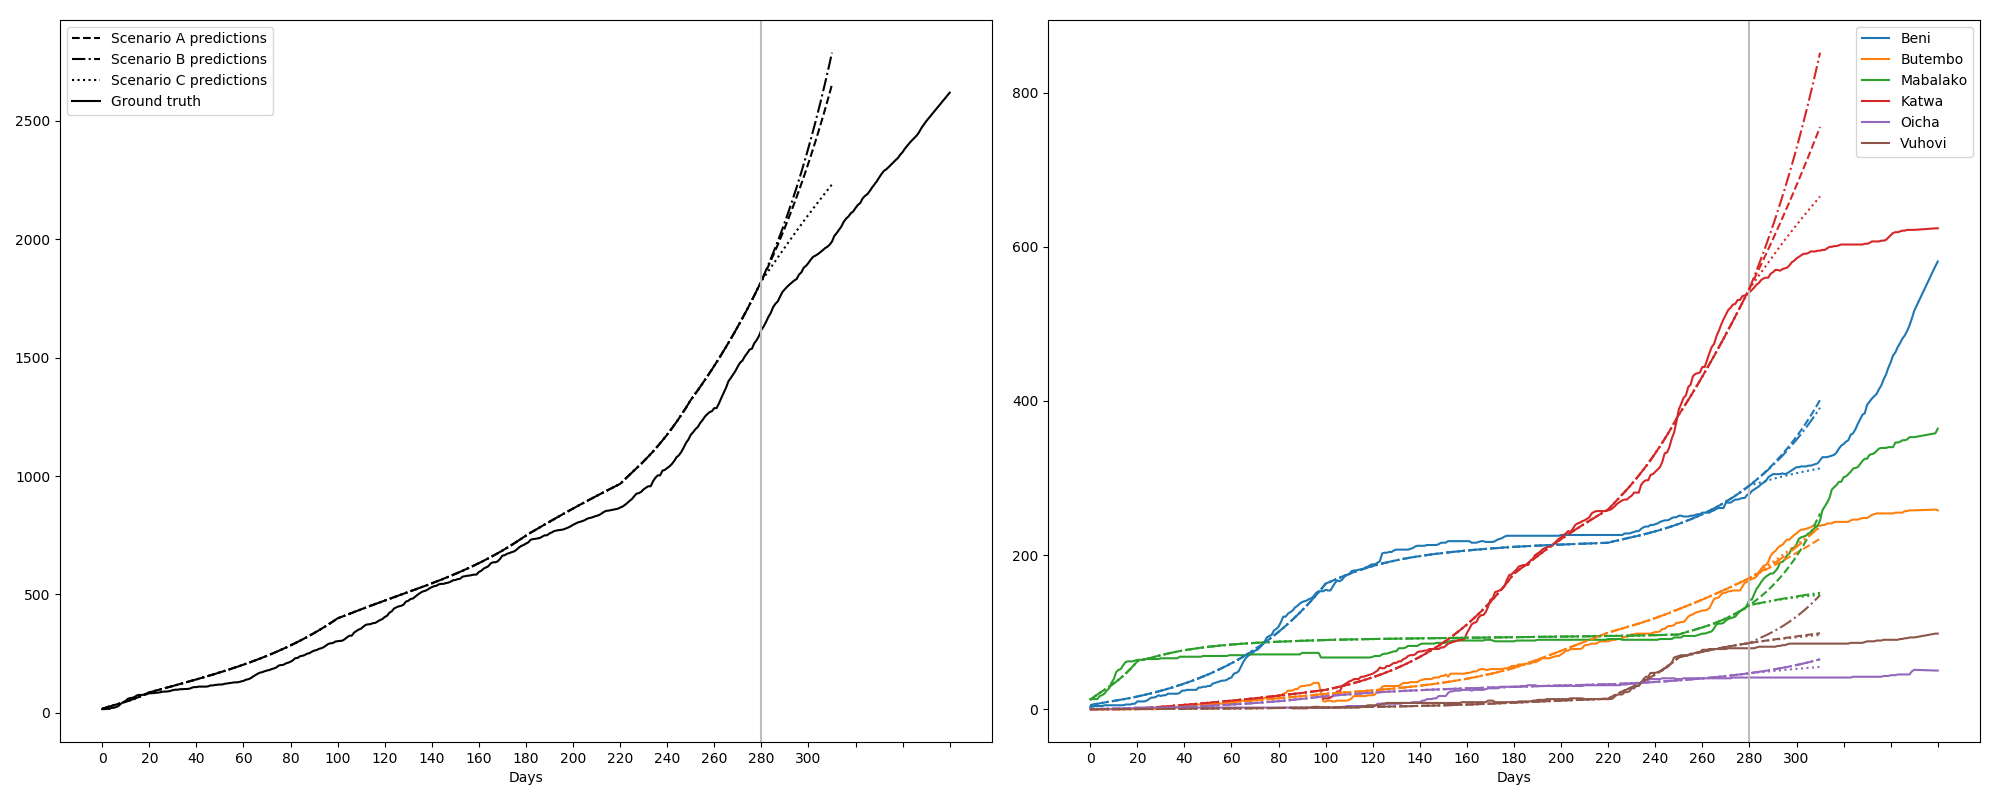 Scenario A predictions
Scenario B predictions
Scenario C predictions
Ground truth
2500
2000
1500
1000
500
0
0 20 40 60 80 100 120 140 160 180 200 220 240 260 280 300
Days
Beni
Butembo
Mabalako
Katwa
Oicha
Vuhovi
800
600
400
200
0
0 20 40 60 80 100 120 140 160 180 200 220 240 260 280 300
Days